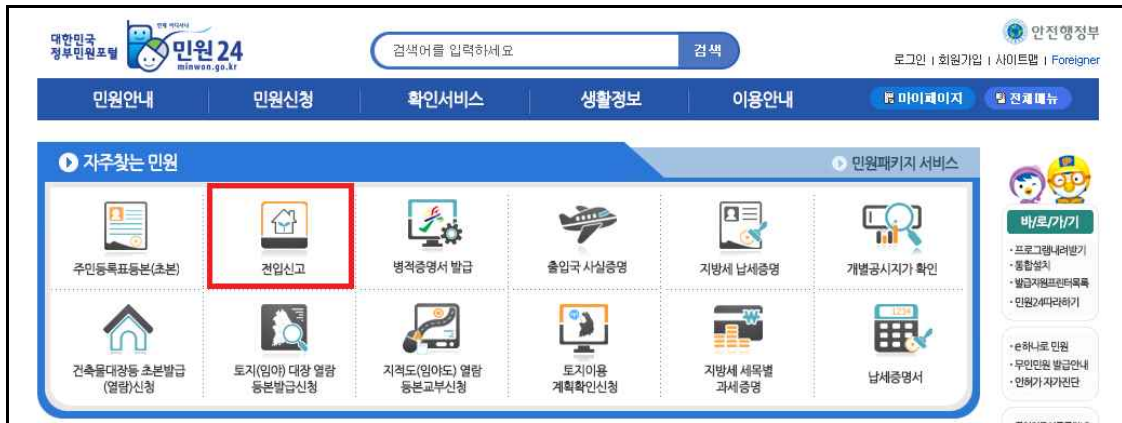 대한민국
정부민원포털
민원24
minwon.go.kr
검색어를 입력하세요
검색
안전행정부
로그인 | 회원가입 | 사이트맵 | Foreigner
민원안내 민원신청 확인서비스 생활정보 이용안내 마이페이지 전체메뉴
자주찾는 민원
민원패키지 서비스
주민등록표등본(초본) 전입신고 병적증명서 발급 출입국 사실증명 지방세 납세증명 개별공시지가 확인
건축물대장등 초본발급
(열람)신청
토지(임야) 대장 열람
등본발급신청
지적도(임야도) 열람
등본교부신청
토지이용
계획확인신청
지방세 세목별
과세증명
1234
납세증명서
바/로/가/기
· 프로그램내려받기
· 통합설치
· 발급지원프린터목록
· 민원24따라하기
· e하나로 민원
· 무인민원 발급안내
· 인허가 자가진단